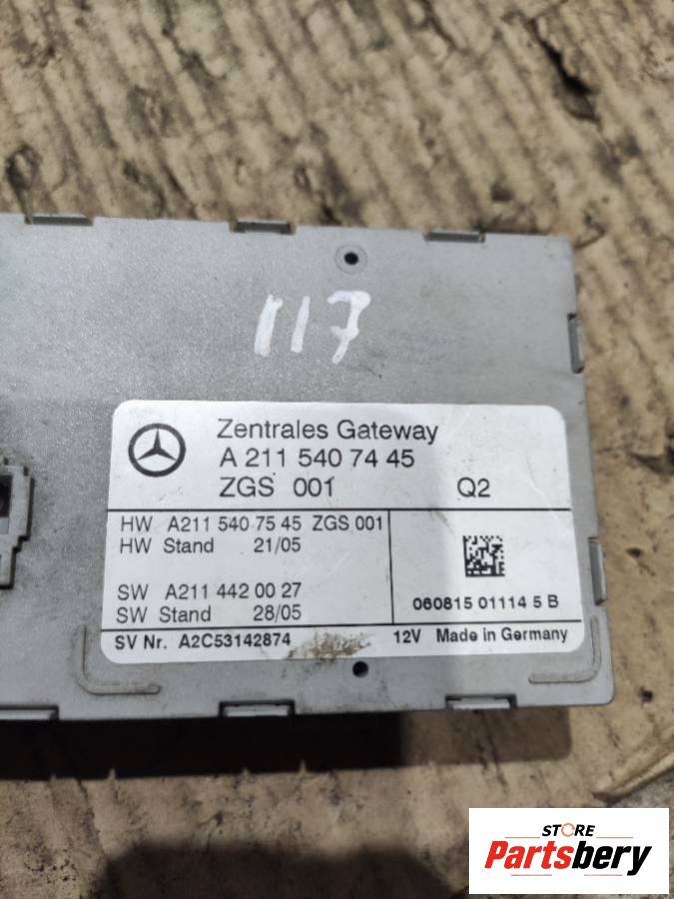 117
Zentrales Gateway
A 211 540 74 45
ZGS 001 Q2
HW A211 540 75 45 ZGS 001
HW Stand 21/05
SW A211 442 00 27
SW Stand 28/05
060815 01114 5 B
SV Nr. A2C53142874 12V Made in Germany
STORE
Partsbery